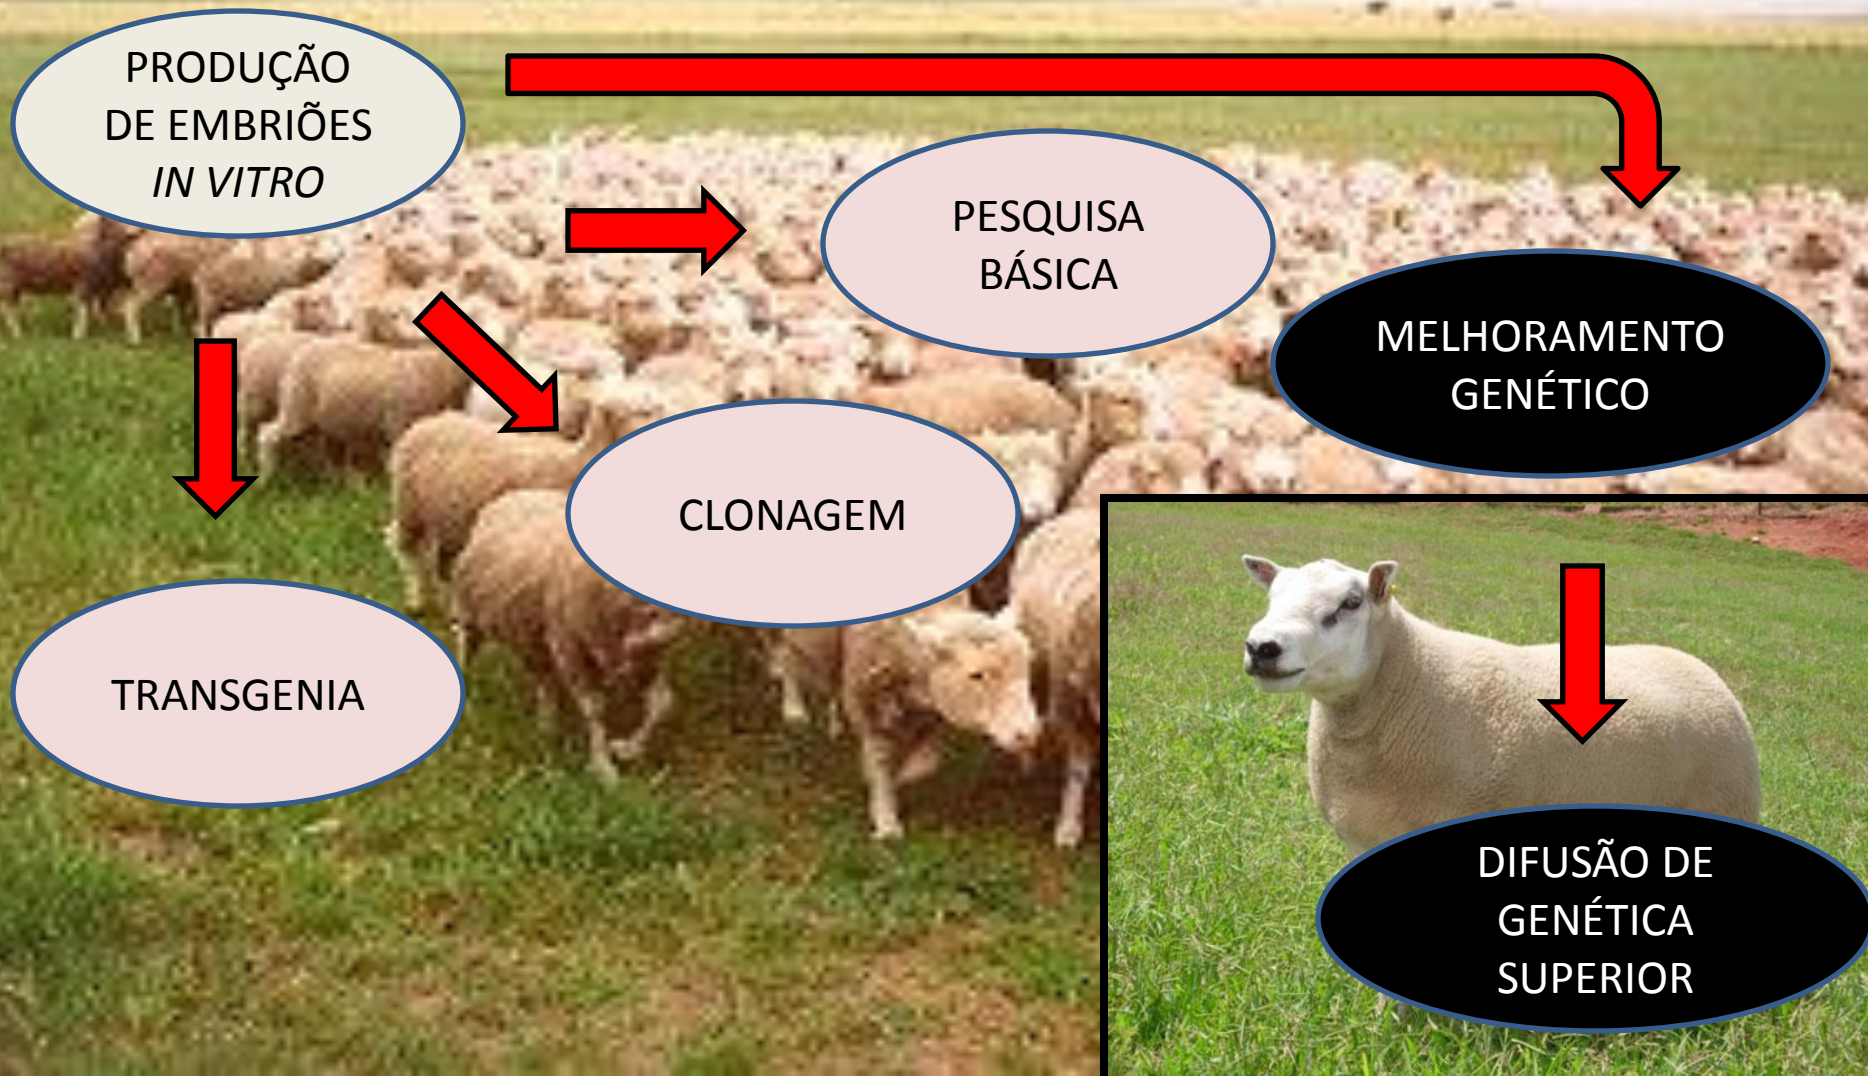 PRODUÇÃO
DE EMBRIÕES
IN VITRO
PESQUISA
BÁSICA
MELHORAMENTO
GENÉTICO
CLONAGEM
TRANSGENIA
DIFUSÃO DE
GENÉTICA
SUPERIOR